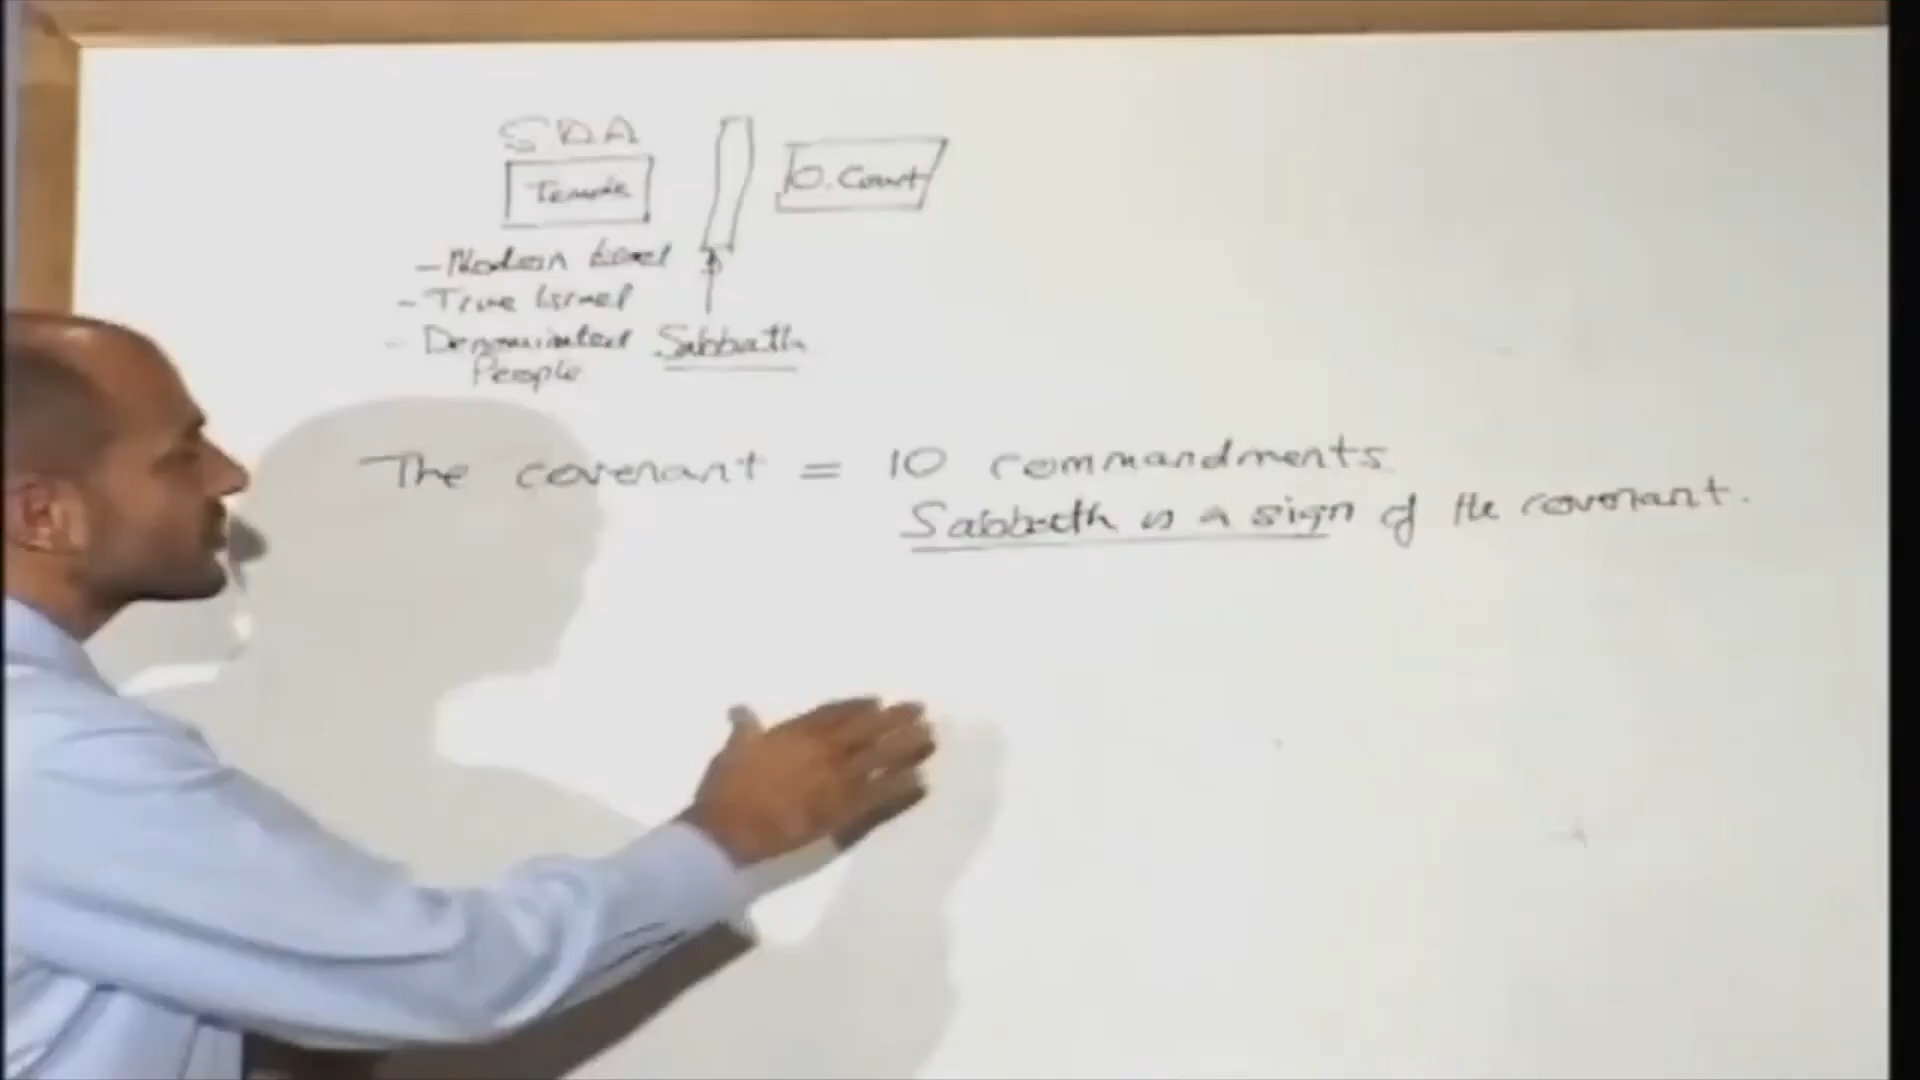 SDA
Temple
O. Court
- Modern Israel
- True Israel
- Denominated People
Sabbath
The covenant = 10 commandments
Sabbath is a sign of the covenant.